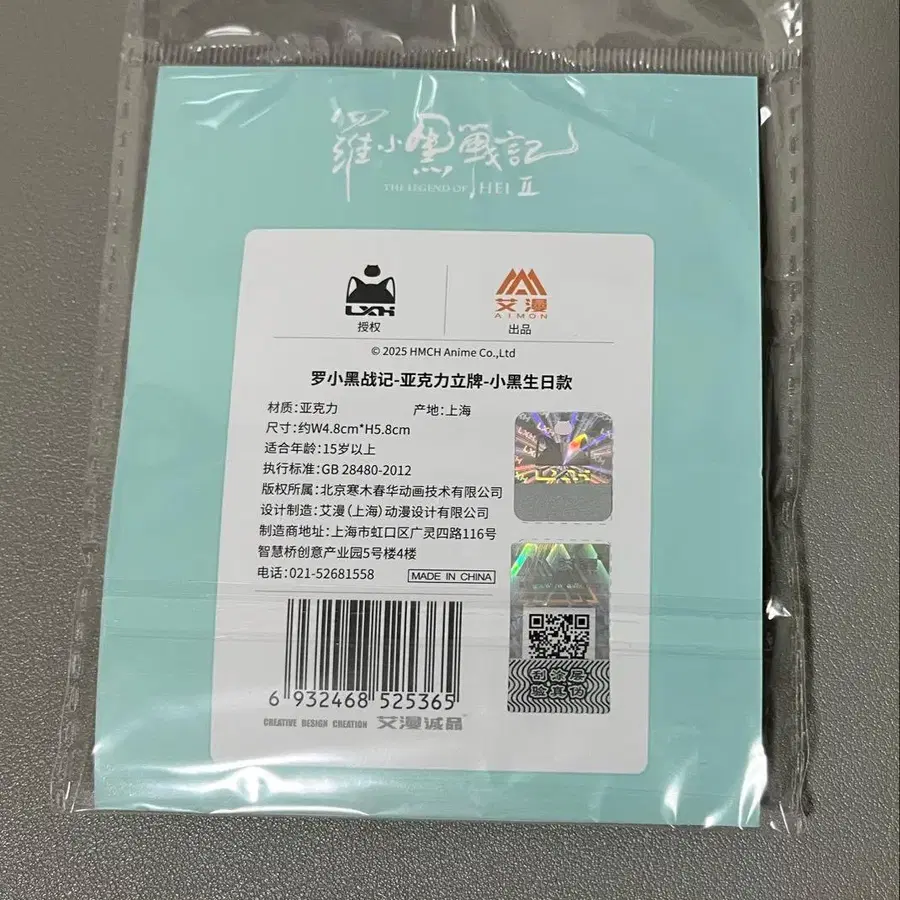 羅小黑戰記
THE LEGEND OF HEI II
LXH
授权
艾漫
AIMON
出品
© 2025 HMCH Anime Co.,Ltd
罗小黑战记-亚克力立牌-小黑生日款
材质:亚克力 产地:上海
尺寸:约W4.8cm*H5.8cm
适合年龄:15岁以上
执行标准:GB 28480-2012
版权所属:北京寒木春华动画技术有限公司
设计制造:艾漫(上海)动漫设计有限公司
制造商地址:上海市虹口区广灵四路116号
智慧桥创意产业园5号楼4楼
电话:021-52681558 MADE IN CHINA
LXH
刮涂层
验真伪
6 932468 525365
CREATIVE DESIGN CREATION 艾漫诚品